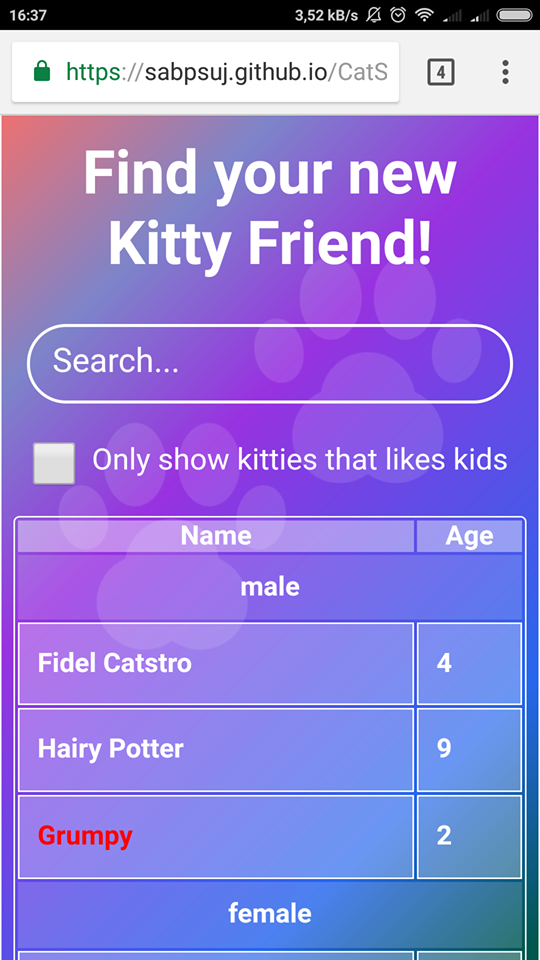 16:37 3,52 kB/s
https://sabpsuj.github.io/CatS 4
Find your new
Kitty Friend!
Search...
Only show kitties that likes kids
Name Age
male
Fidel Catstro 4
Hairy Potter 9
Grumpy 2
female